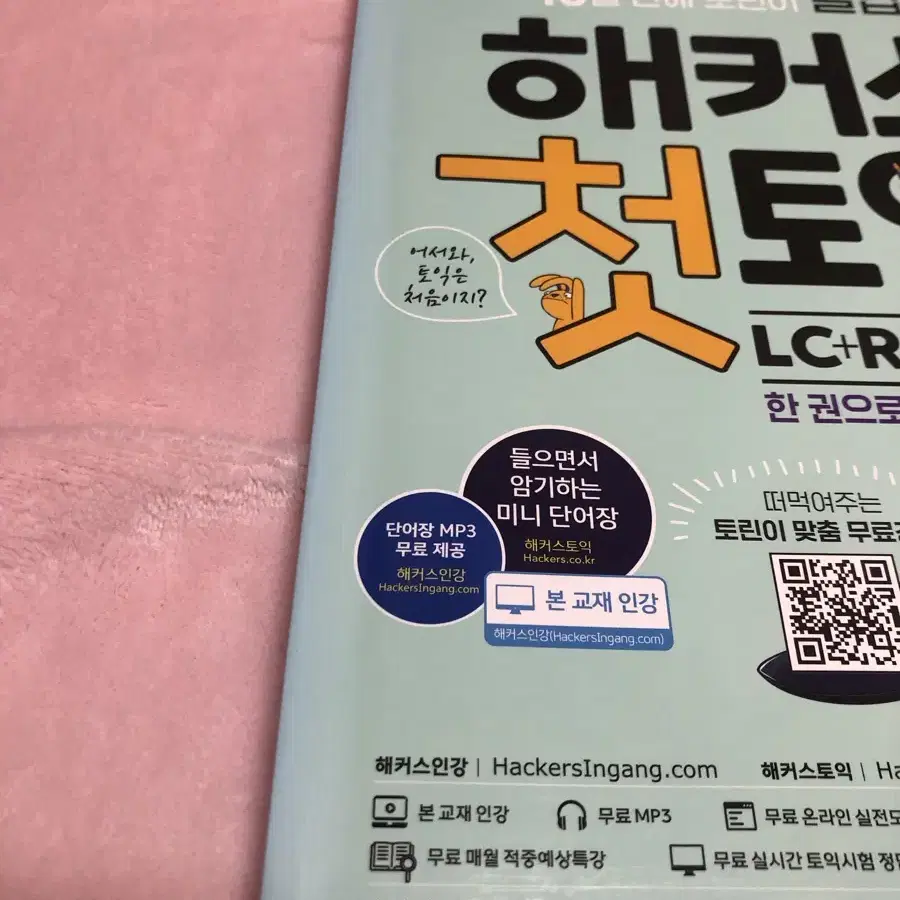 해커스
첫토익
어서와,
토익은
처음이지?
LC+R
한 권으로
들으면서
암기하는
미니 단어장
해커스토익
Hackers.co.kr
단어장 MP3
무료 제공
해커스인강
HackersIngang.com
본 교재 인강
해커스인강(HackersIngang.com)
떠먹여주는
토린이 맞춤 무료
해커스인강 | HackersIngang.com 해커스토익 | Ha
본 교재 인강 무료 MP3 무료 온라인 실전모
무료 매월 적중예상특강 무료 실시간 토익시험 정답